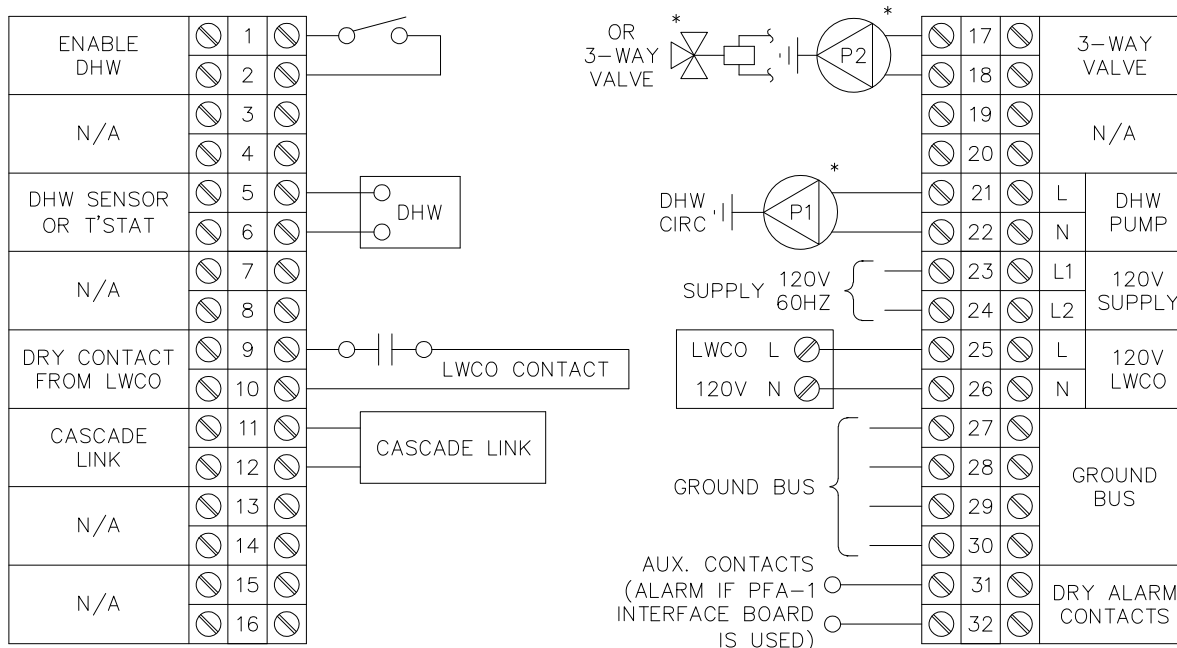 ENABLE
DHW
1
2
N/A
3
4
DHW SENSOR
OR T'STAT
5
6
DHW
N/A
7
8
DRY CONTACT
FROM LWCO
9
10
LWCO CONTACT
CASCADE
LINK
11
12
CASCADE LINK
N/A
13
14
N/A
15
16
OR
3-WAY
VALVE
*
P2
*
17
18
3-WAY
VALVE
19
20
N/A
DHW
CIRC
P1
*
21
L
22
N
DHW
PUMP
SUPPLY 120V
60HZ
23
L1
24
L2
120V
SUPPLY
LWCO L
120V N
25
L
26
N
120V
LWCO
GROUND BUS
27
28
29
30
GROUND
BUS
AUX. CONTACTS
(ALARM IF PFA-1
INTERFACE BOARD
IS USED)
31
32
DRY ALARM
CONTACTS